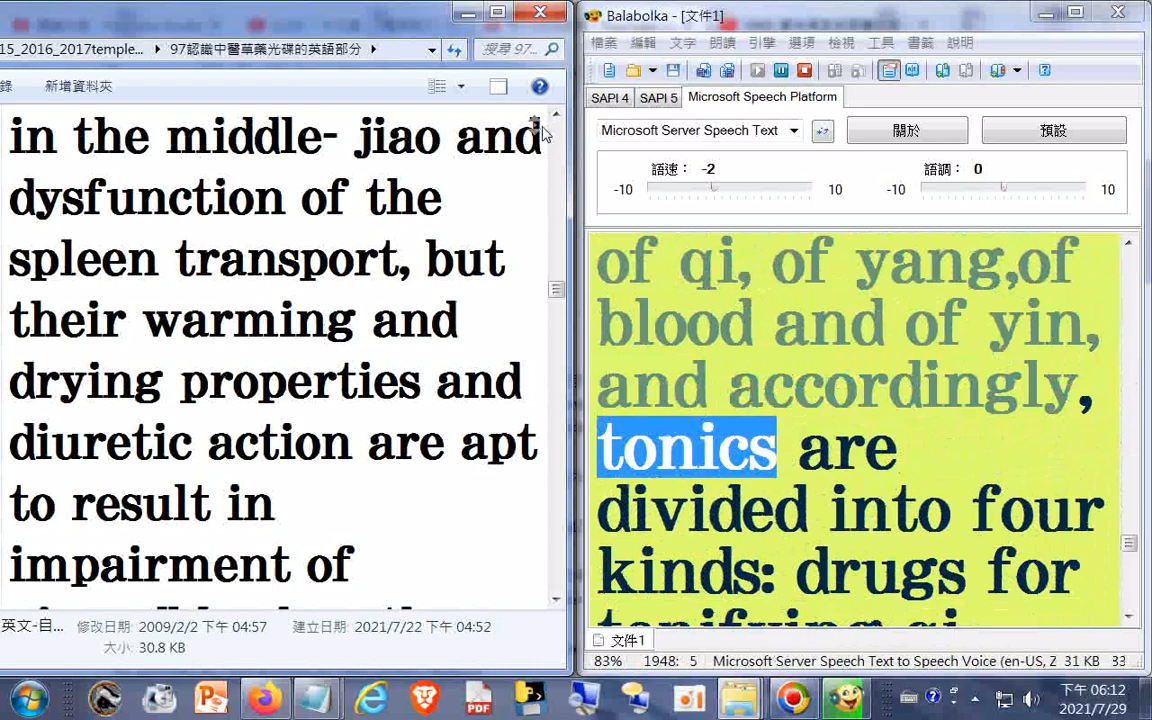 15_2016_2017temple... ▸ 97認識中醫草藥光碟的英語部分 ▸
搜尋 97...
錄 新增資料夾
in the middle- jiao and
dysfunction of the
spleen transport, but
their warming and
drying properties and
diuretic action are apt
to result in
impairment of
英文-自... 修改日期: 2009/2/2 下午 04:57 建立日期: 2021/7/22 下午 04:52
大小: 30.8 KB
Balabolka - [文件1]
檔案 編輯 文字 朗讀 引擎 選項 檢視 工具 書籤 說明
SAPI 4 SAPI 5 Microsoft Speech Platform
Microsoft Server Speech Text 關於 預設
語速： -2 語調： 0
-10 10 -10 10
of qi, of yang,of
blood and of yin,
and accordingly,
tonics are
divided into four
kinds: drugs for
tonifying qi
文件1
83% 1948: 5 Microsoft Server Speech Text to Speech Voice (en-US, Z 31 KB 33
下午 06:12
2021/7/29